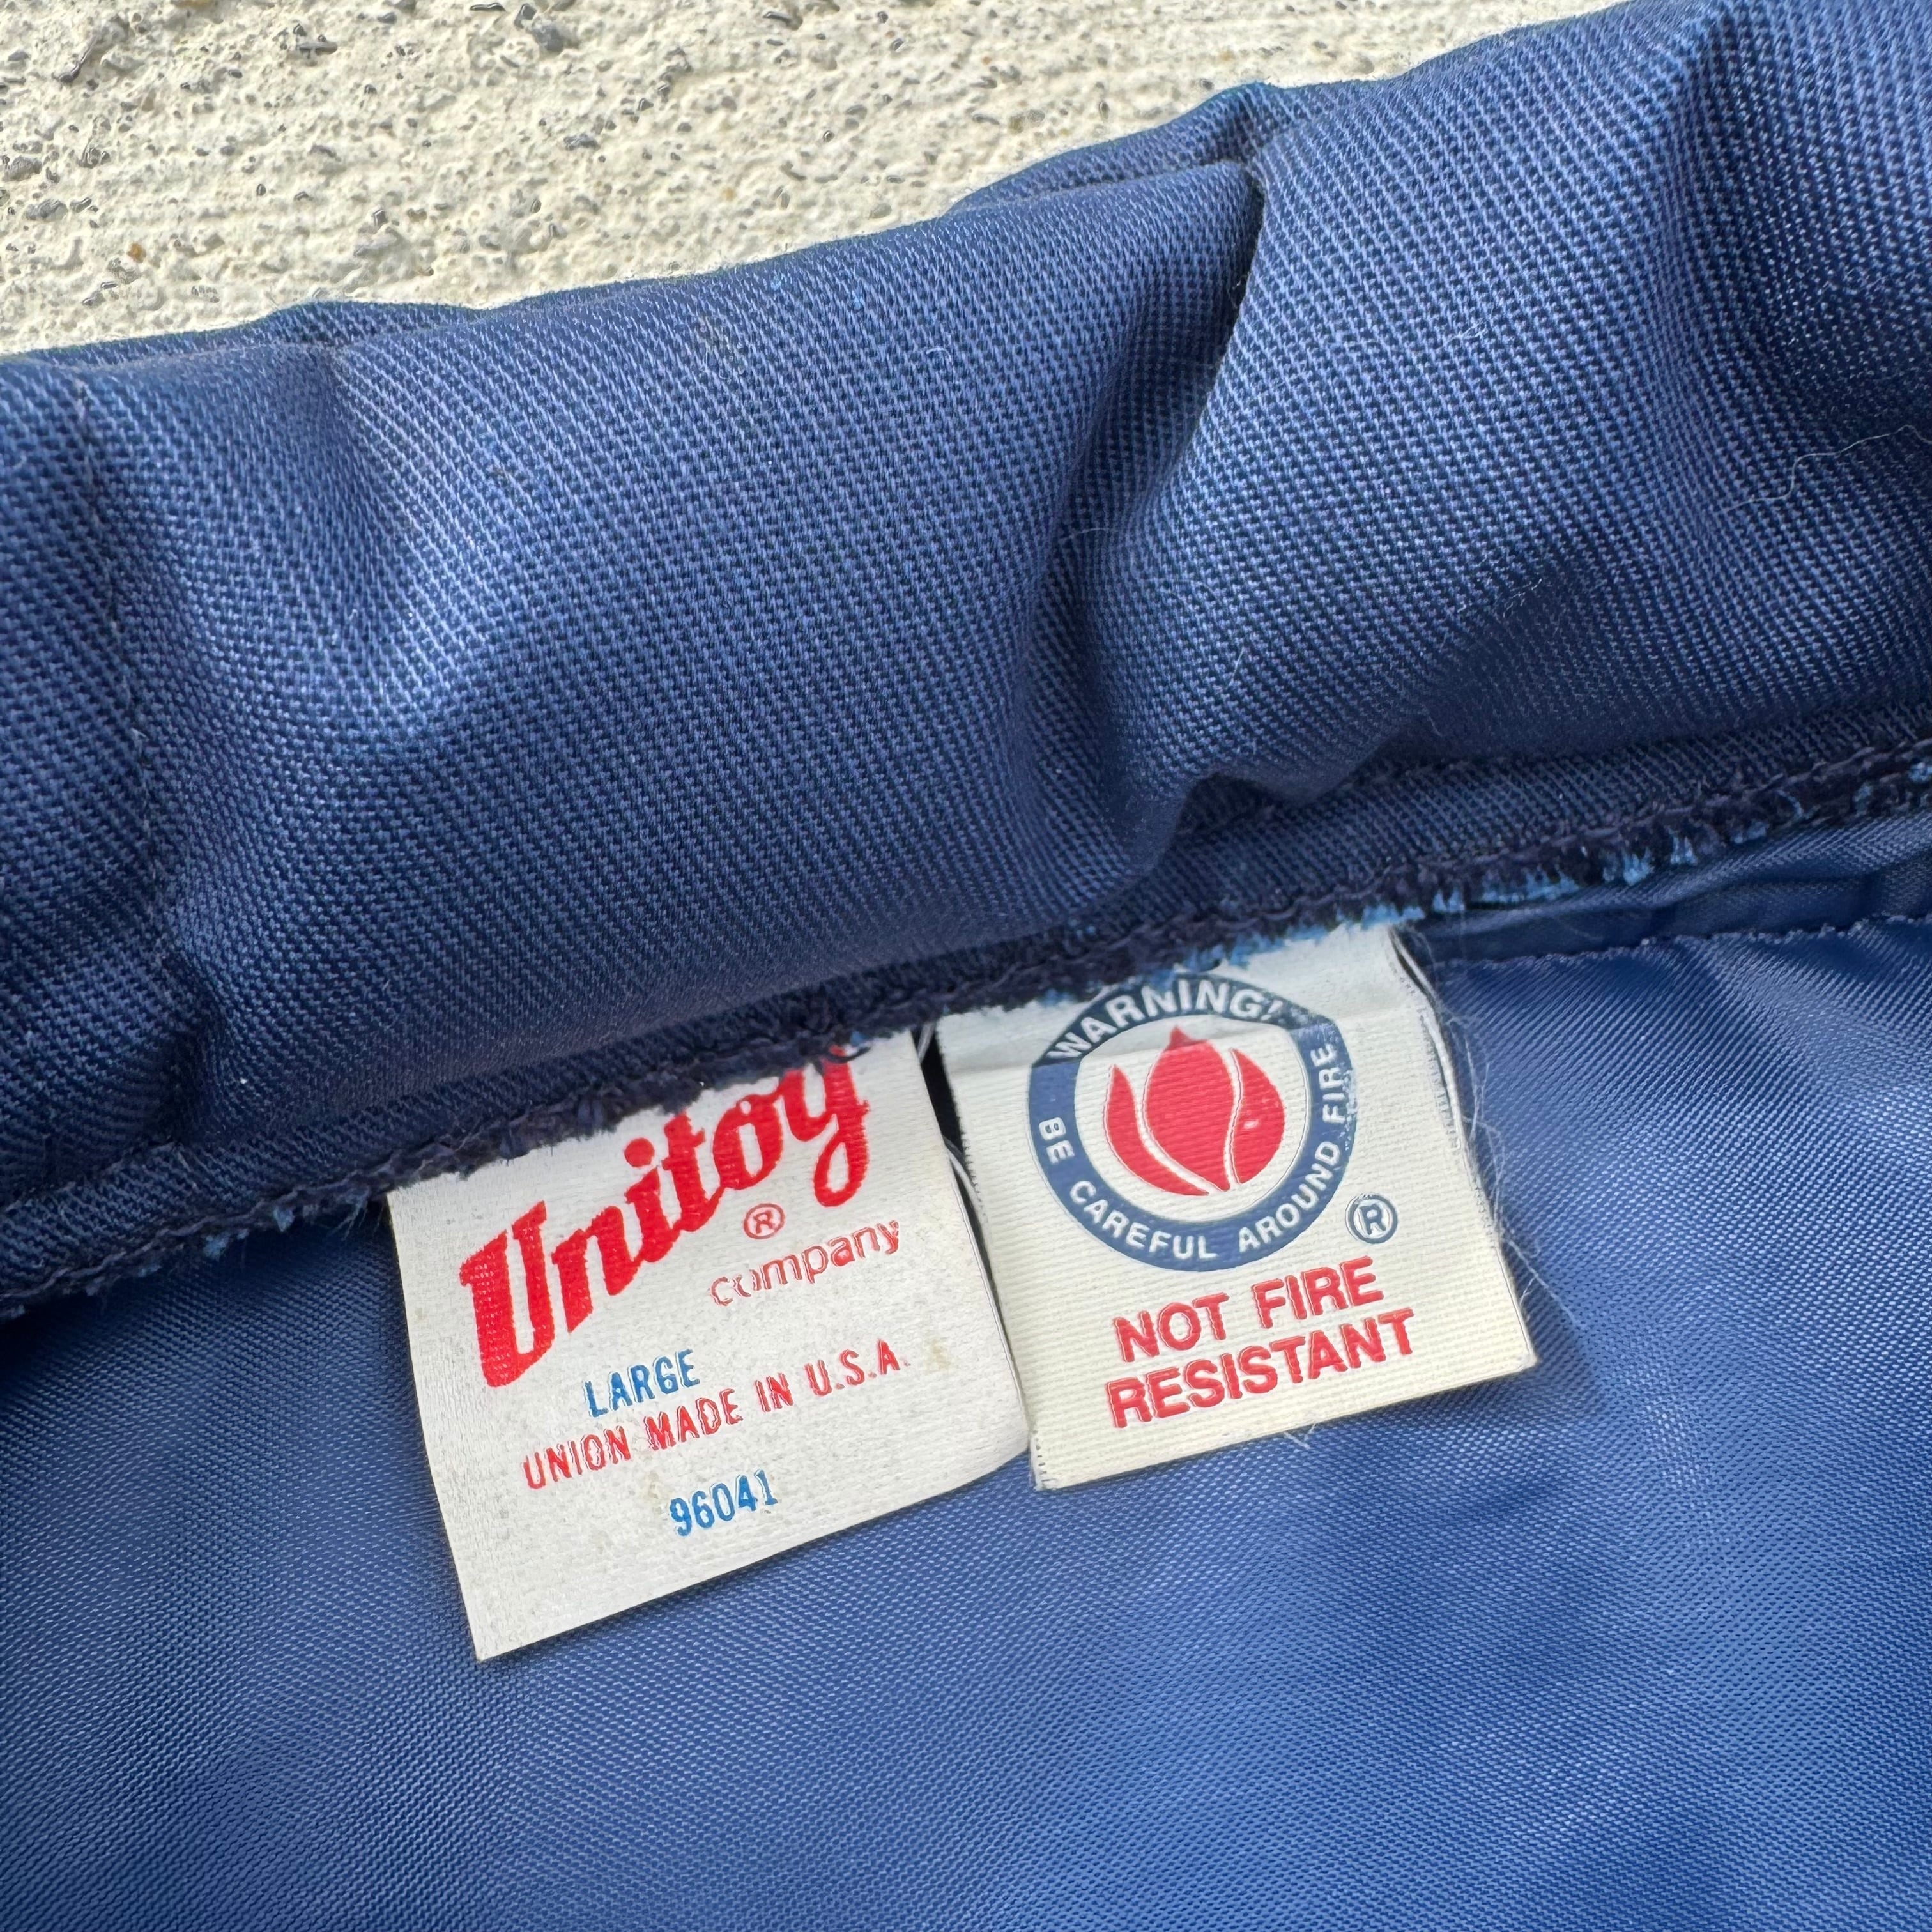 Unitog®
company
LARGE
UNION MADE IN U.S.A.
96041
WARNING!
BE CAREFUL AROUND FIRE
®
NOT FIRE
RESISTANT